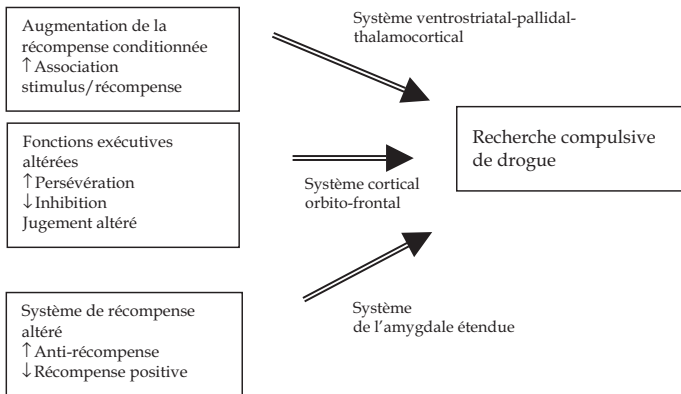 Augmentation de la
récompense conditionnée
↑ Association
stimulus/récompense
Système ventrostriatal-pallidal-
thalamocortical
Fonctions exécutives
altérées
↑ Persévération
↓ Inhibition
Jugement altéré
Système cortical
orbito-frontal
Recherche compulsive
de drogue
Système de récompense
altéré
↑ Anti-récompense
↓ Récompense positive
Système
de l'amygdale étendue